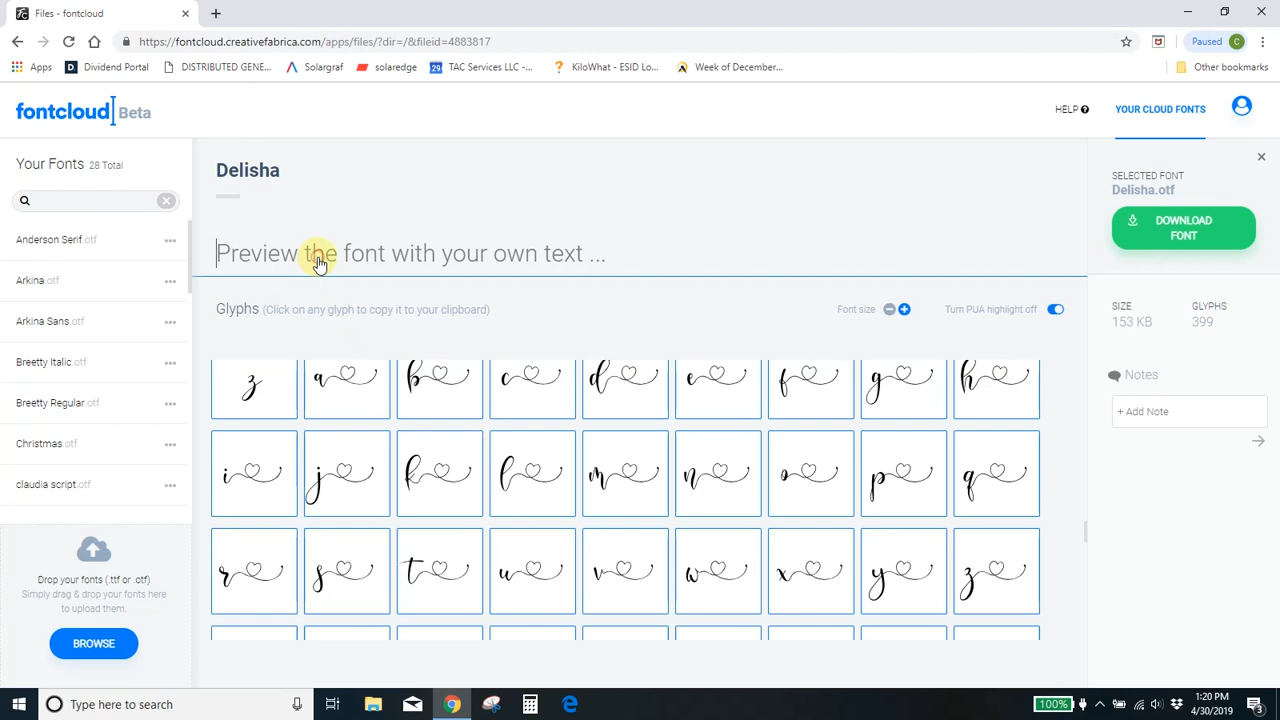 Files - fontcloud
https://fontcloud.creativefabrica.com/apps/files/?dir=/&fileid=4883817
Paused C
Apps Dividend Portal DISTRIBUTED GENE... Solargraf solaredge TAC Services LLC -... KiloWhat - ESID Lo... Week of December... Other bookmarks
fontcloud Beta
HELP YOUR CLOUD FONTS
Your Fonts 28 Total
Anderson Serif.otf
Arkina.otf
Arkina Sans.otf
Breetty Italic.otf
Breetty Regular.otf
Christmas.otf
claudia script.otf
Drop your fonts (.ttf or .otf)
Simply drag & drop your fonts here
to upload them.
BROWSE
Delisha
Preview the font with your own text ...
Glyphs (Click on any glyph to copy it to your clipboard)
Font size
Turn PUA highlight off
z a b c d e f g h
i j k l m n o p q
r s t u v w x y z
SELECTED FONT
Delisha.otf
DOWNLOAD
FONT
SIZE GLYPHS
153 KB 399
Notes
+ Add Note
Type here to search
100%
1:20 PM
4/30/2019